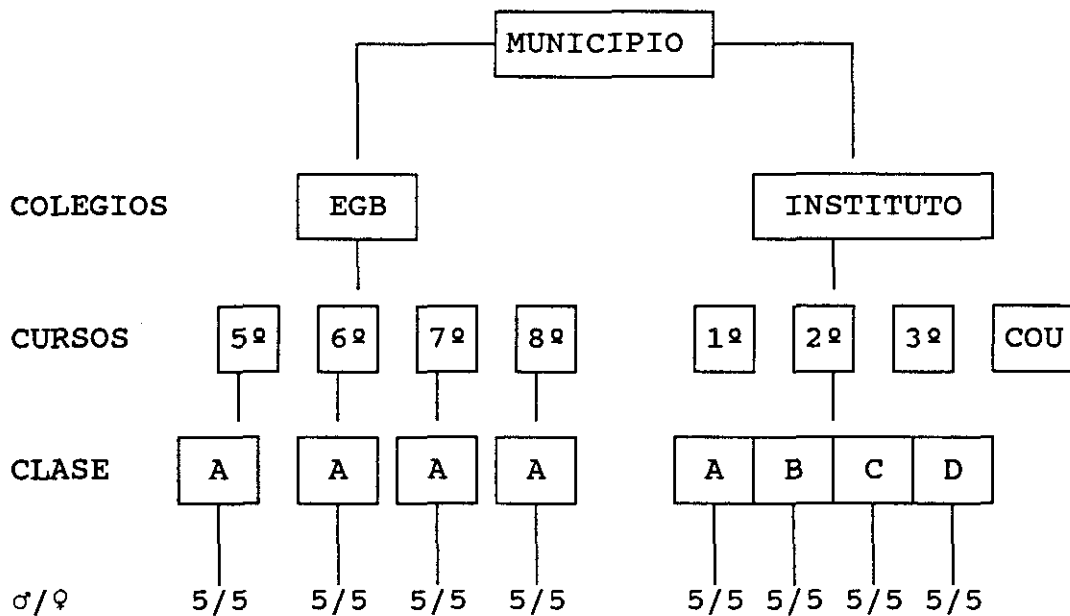 MUNICIPIO
COLEGIOS EGB INSTITUTO
CURSOS 5º 6º 7º 8º 1º 2º 3º COU
CLASE A A A A A B C D
♂/♀ 5/5 5/5 5/5 5/5 5/5 5/5 5/5 5/5